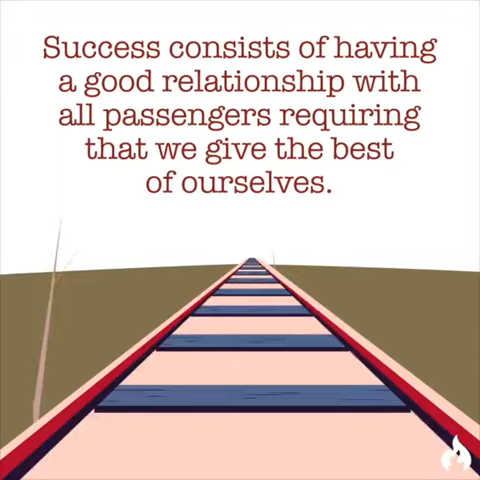 Success consists of having
a good relationship with
all passengers requiring
that we give the best
of ourselves.